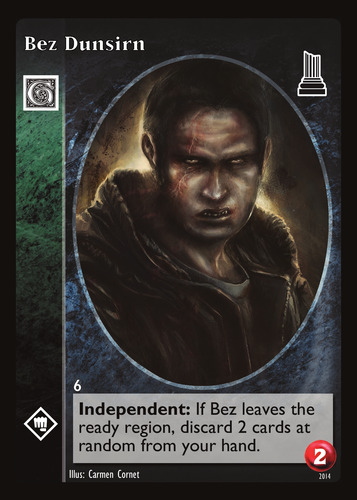 Bez Dunsirn
G
6
Independent: If Bez leaves the
ready region, discard 2 cards at
random from your hand.
2
Illus: Carmen Cornet
2014